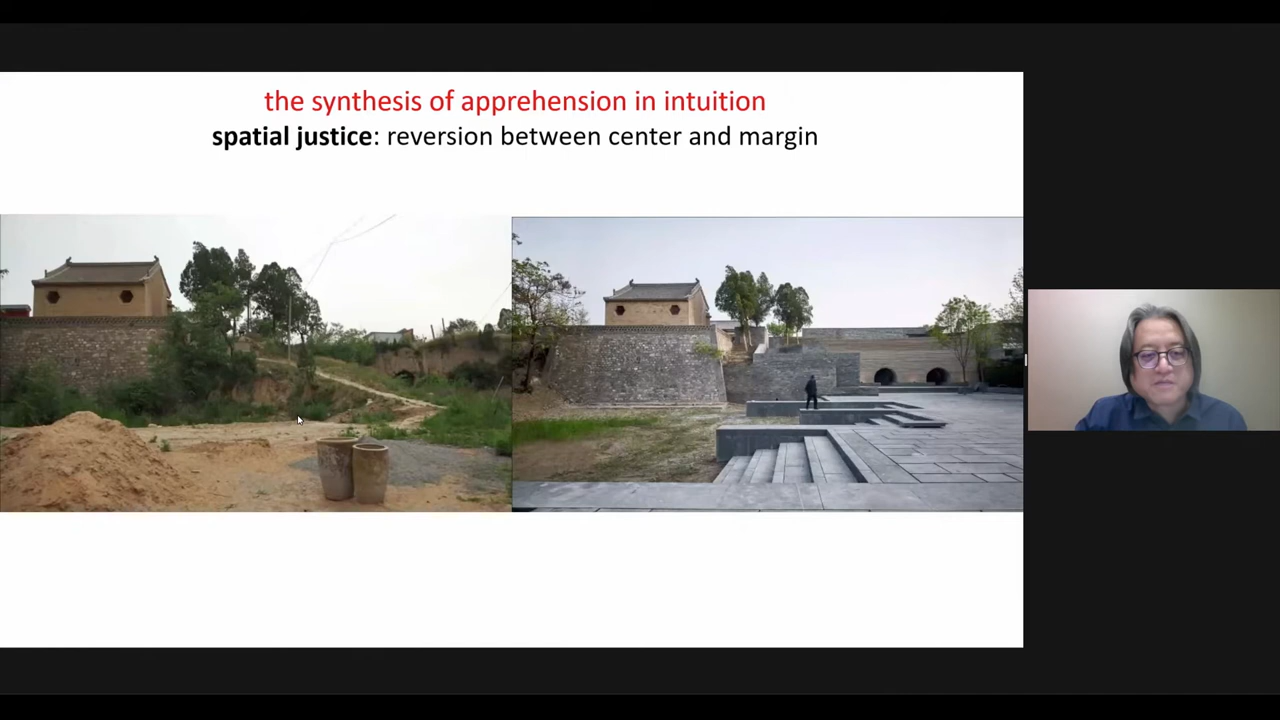 the synthesis of apprehension in intuition
spatial justice: reversion between center and margin